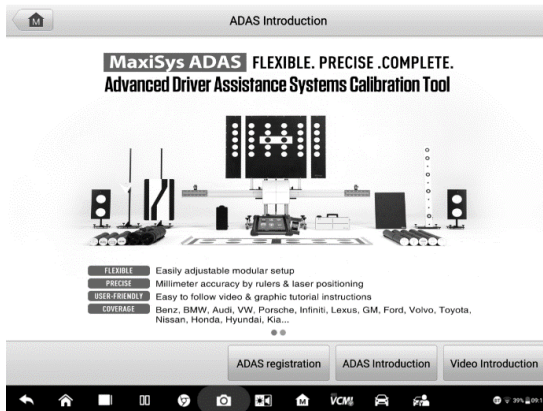 ADAS Introduction
MaxiSys ADAS FLEXIBLE. PRECISE .COMPLETE.
Advanced Driver Assistance Systems Calibration Tool
FLEXIBLE Easily adjustable modular setup
PRECISE Millimeter accuracy by rulers & laser positioning
USER-FRIENDLY Easy to follow video & graphic tutorial instructions
COVERAGE Benz, BMW, Audi, VW, Porsche, Infiniti, Lexus, GM, Ford, Volvo, Toyota,
Nissan, Honda, Hyundai, Kia...
ADAS registration ADAS Introduction Video Introduction
M VCMI 39%